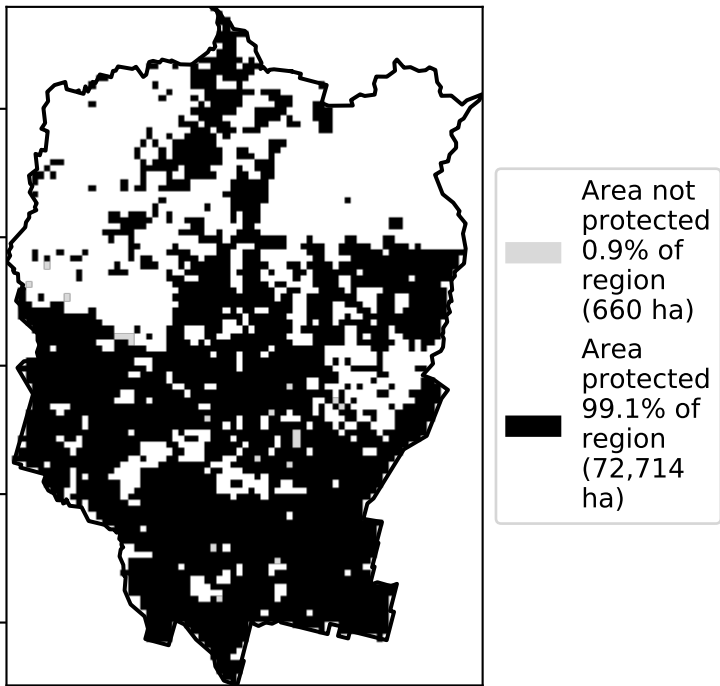 Area not
protected
0.9% of
region
(660 ha)
Area
protected
99.1% of
region
(72,714
ha)